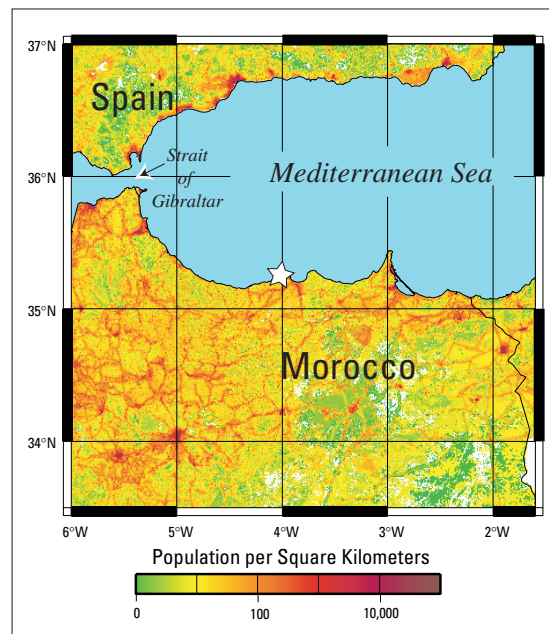 37°N
Spain
Strait
of
Gibraltar
Mediterranean Sea
36°N
35°N
Morocco
34°N
6°W 5°W 4°W 3°W 2°W
Population per Square Kilometers
0 100 10,000